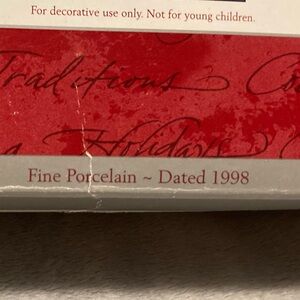 For decorative use only. Not for young children.
Traditions
Holidays
Fine Porcelain ~ Dated 1998